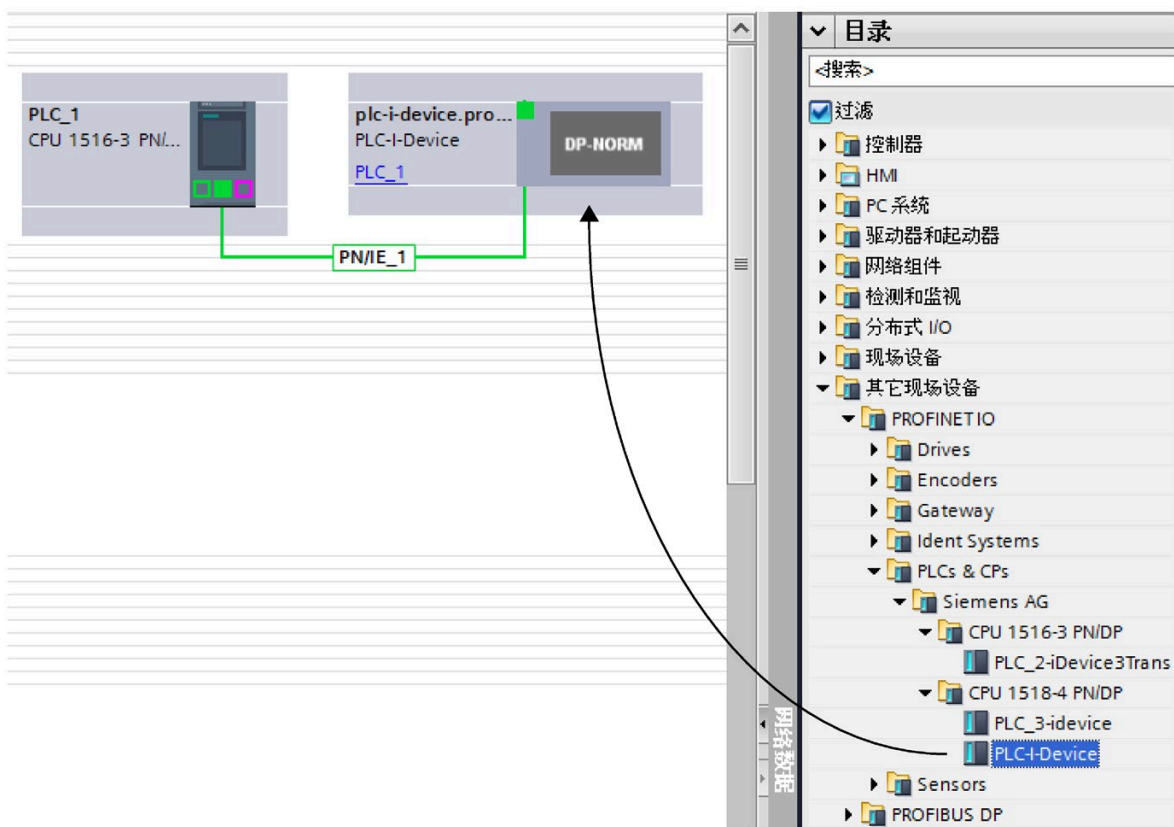 PLC_1
CPU 1516-3 PN/...
plc-i-device.pro...
PLC-I-Device
PLC_1
DP-NORM
PN/IE_1
网络数据
目录
<搜索>
过滤
控制器
HMI
PC 系统
驱动器和起动器
网络组件
检测和监视
分布式 I/O
现场设备
其它现场设备
PROFINET IO
Drives
Encoders
Gateway
Ident Systems
PLCs & CPs
Siemens AG
CPU 1516-3 PN/DP
PLC_2-iDevice3Trans
CPU 1518-4 PN/DP
PLC_3-idevice
PLC-I-Device
Sensors
PROFIBUS DP